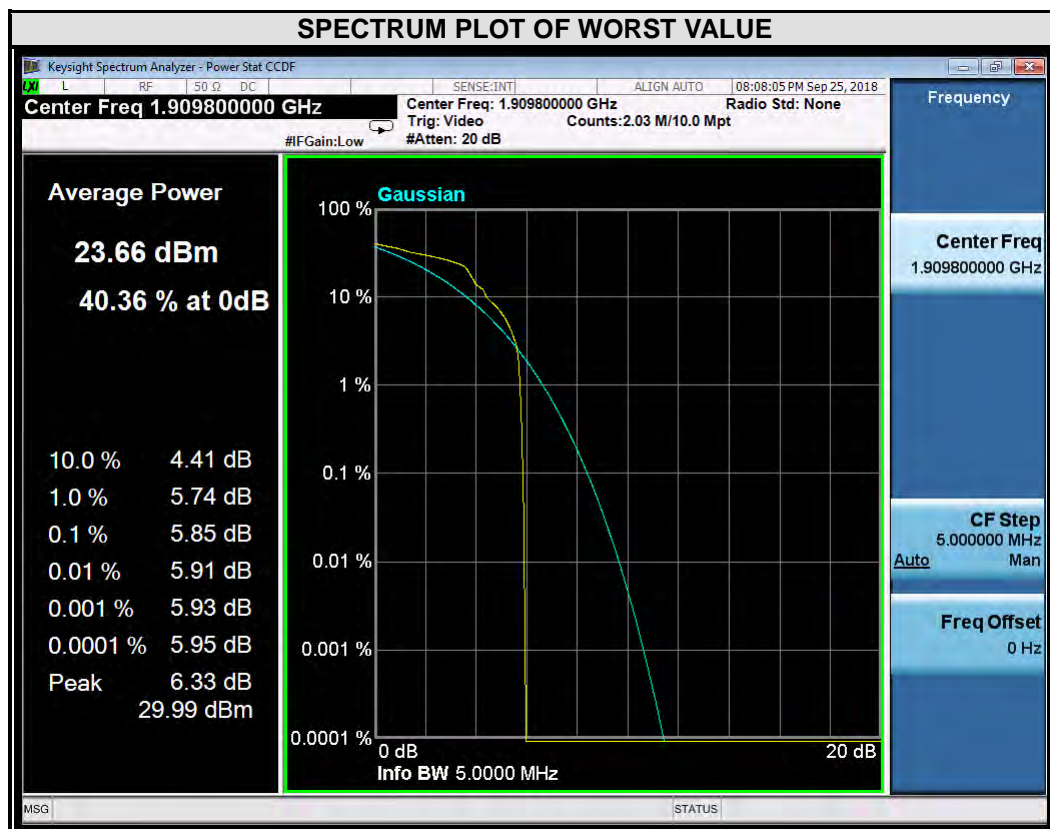 SPECTRUM PLOT OF WORST VALUE
Keysight Spectrum Analyzer - Power Stat CCDF
LXI L RF 50 Ω DC SENSE:INT ALIGN AUTO 08:08:05 PM Sep 25, 2018
Center Freq 1.909800000 GHz
Center Freq: 1.909800000 GHz Radio Std: None
Trig: Video Counts:2.03 M/10.0 Mpt
#IFGain:Low #Atten: 20 dB
Frequency
Average Power
23.66 dBm
40.36 % at 0dB
10.0 % 4.41 dB
1.0 % 5.74 dB
0.1 % 5.85 dB
0.01 % 5.91 dB
0.001 % 5.93 dB
0.0001 % 5.95 dB
Peak 6.33 dB
29.99 dBm
Gaussian
100 %
10 %
1 %
0.1 %
0.01 %
0.001 %
0.0001 %
0 dB 20 dB
Info BW 5.0000 MHz
Center Freq
1.909800000 GHz
CF Step
5.000000 MHz
Auto Man
Freq Offset
0 Hz
MSG STATUS